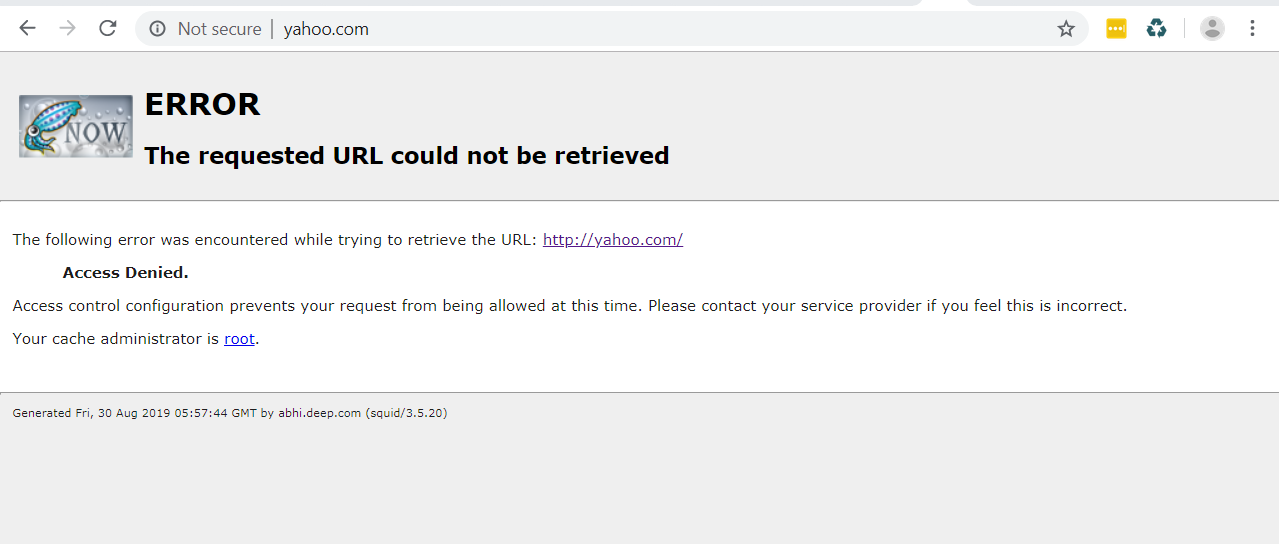 Not secure | yahoo.com
NOW
ERROR
The requested URL could not be retrieved
The following error was encountered while trying to retrieve the URL: http://yahoo.com/
Access Denied.
Access control configuration prevents your request from being allowed at this time. Please contact your service provider if you feel this is incorrect.
Your cache administrator is root.
Generated Fri, 30 Aug 2019 05:57:44 GMT by abhi.deep.com (squid/3.5.20)